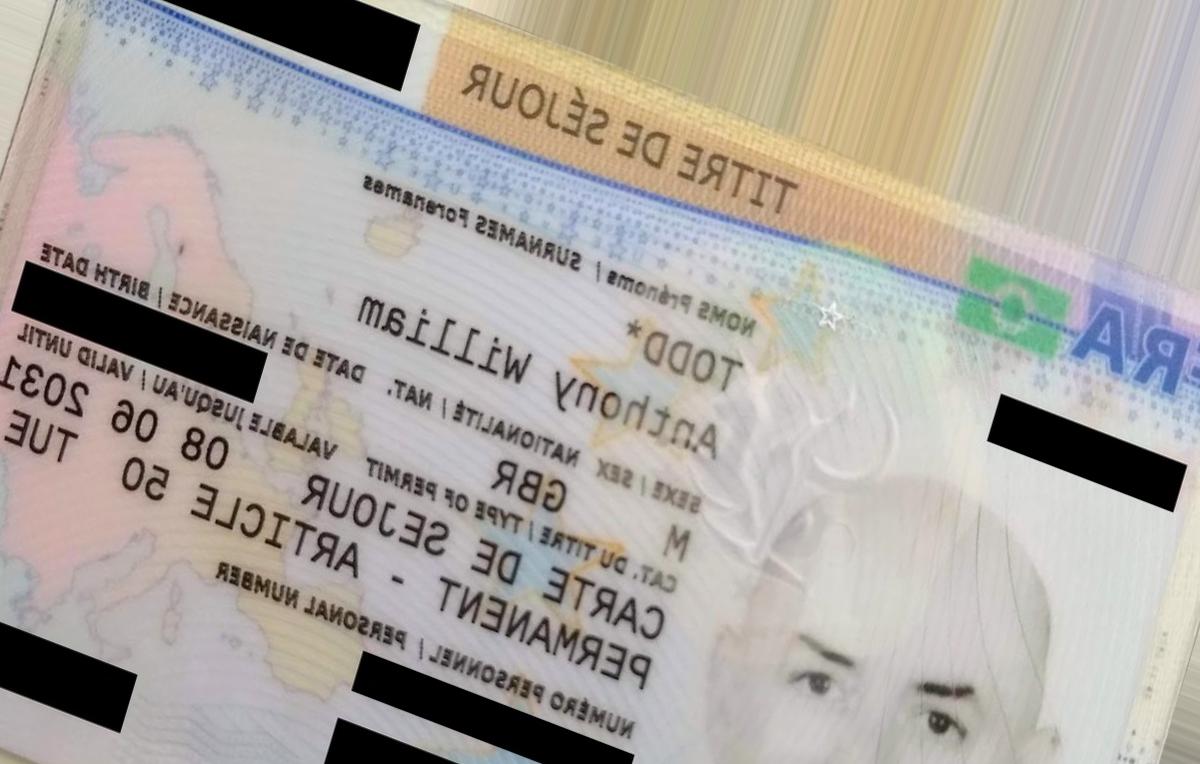 TITRE DE SÉJOUR
NOMS Prénoms / SURNAMES Forenames
TODD*
Anthony William
SEXE / SEX NATIONALITÉ / NAT. DATE DE NAISSANCE / BIRTH DATE
M GBR
CAT. DU TITRE / TYPE OF PERMIT VALABLE JUSQU'AU / VALID UNTIL
CARTE DE SEJOUR 08 06 2031
PERMANENT - ARTICLE 50 TUE
NUMÉRO PERSONNEL / PERSONAL NUMBER